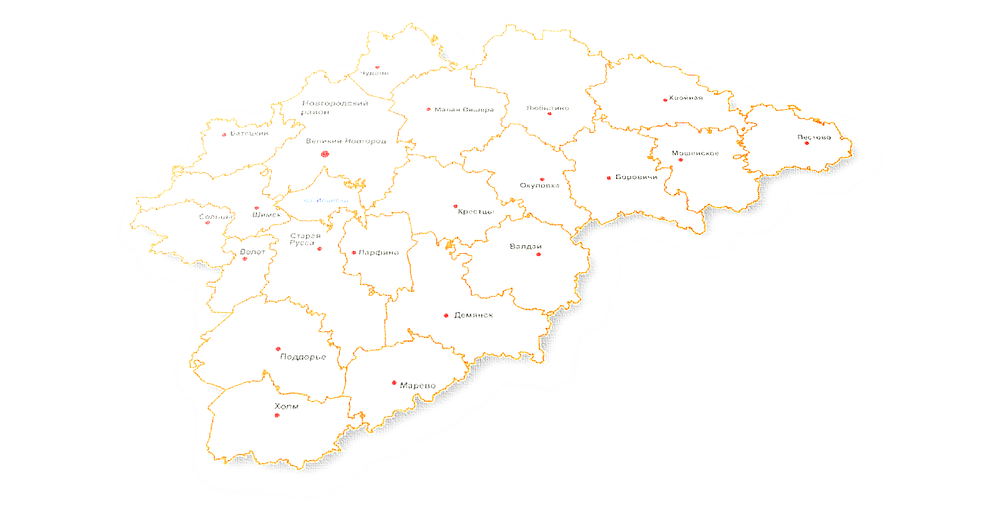 Чудово
Новгородский
район
Хвойная
Малая Вишера
Любытино
Батецкий
Великий Новгород
Пестово
Мошенское
Боровичи
Окуловка
оз. Ильмень
Крестцы
Сольцы
Шимск
Старая
Русса
Валдай
Волот
Парфино
Демянск
Поддорье
Марево
Холм